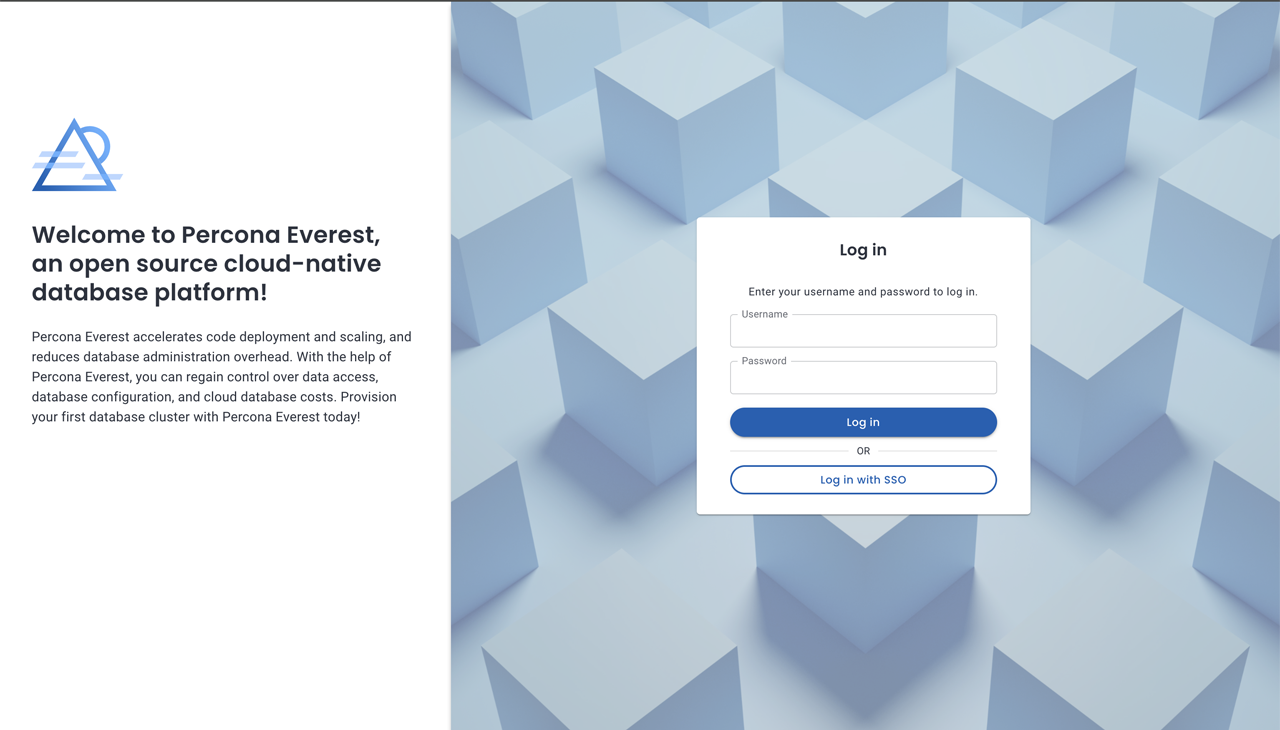 Welcome to Percona Everest,
an open source cloud-native
database platform!
Percona Everest accelerates code deployment and scaling, and
reduces database administration overhead. With the help of
Percona Everest, you can regain control over data access,
database configuration, and cloud database costs. Provision
your first database cluster with Percona Everest today!
Log in
Enter your username and password to log in.
Username
Password
Log in
OR
Log in with SSO